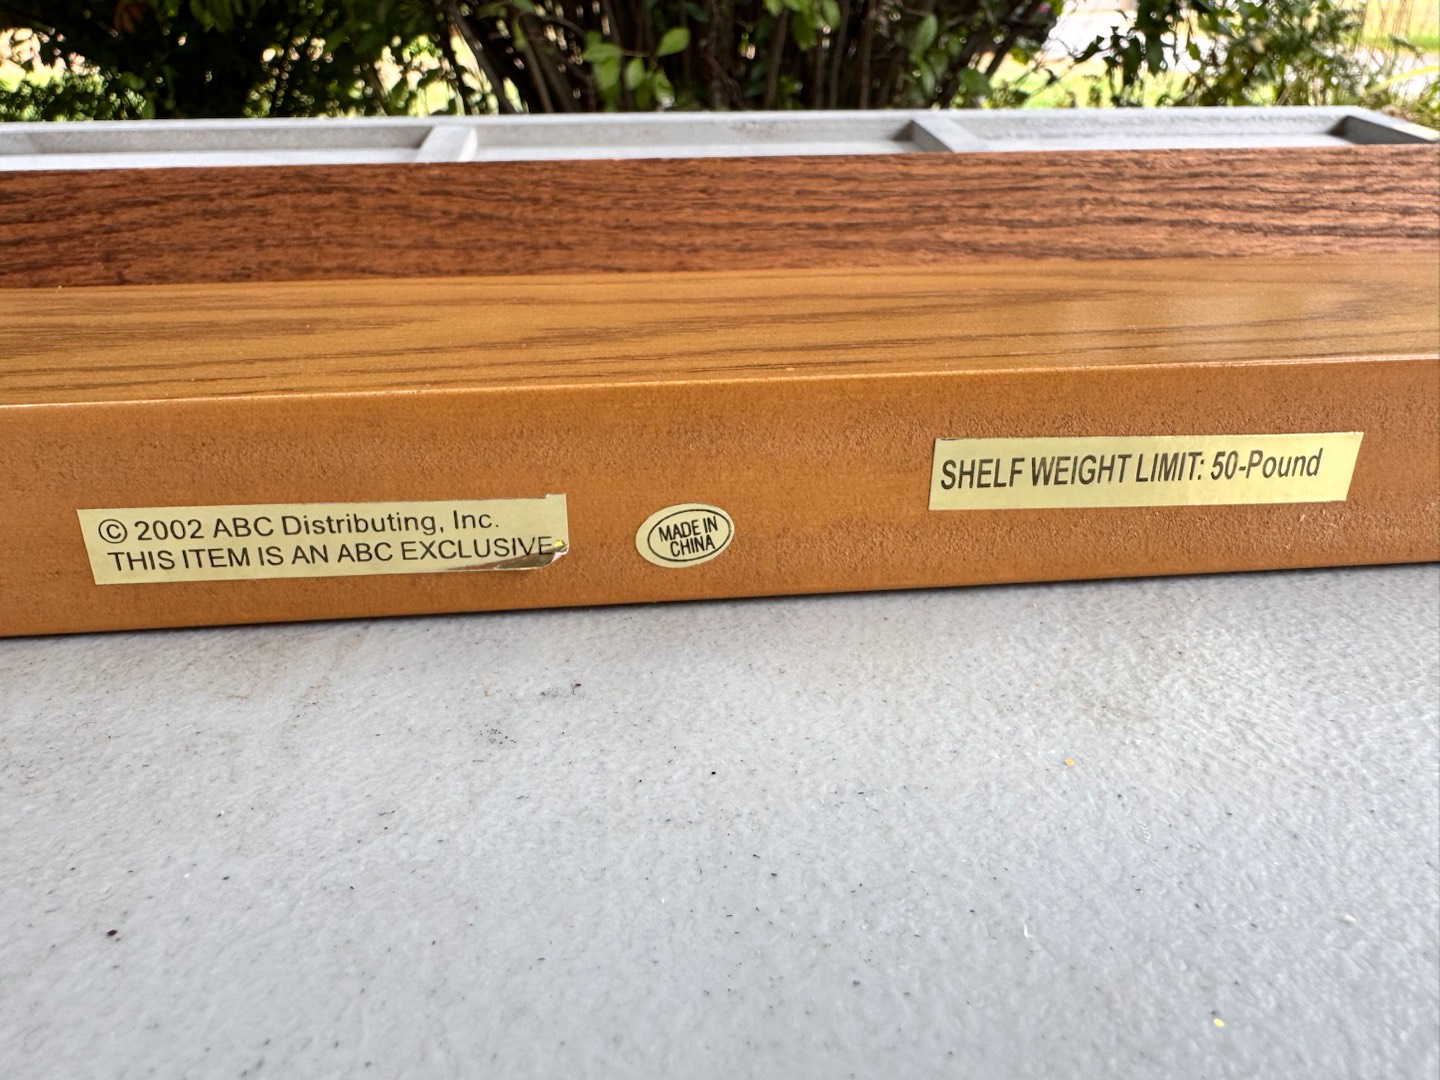 © 2002 ABC Distributing, Inc.
THIS ITEM IS AN ABC EXCLUSIVE
MADE IN
CHINA
SHELF WEIGHT LIMIT: 50-Pound